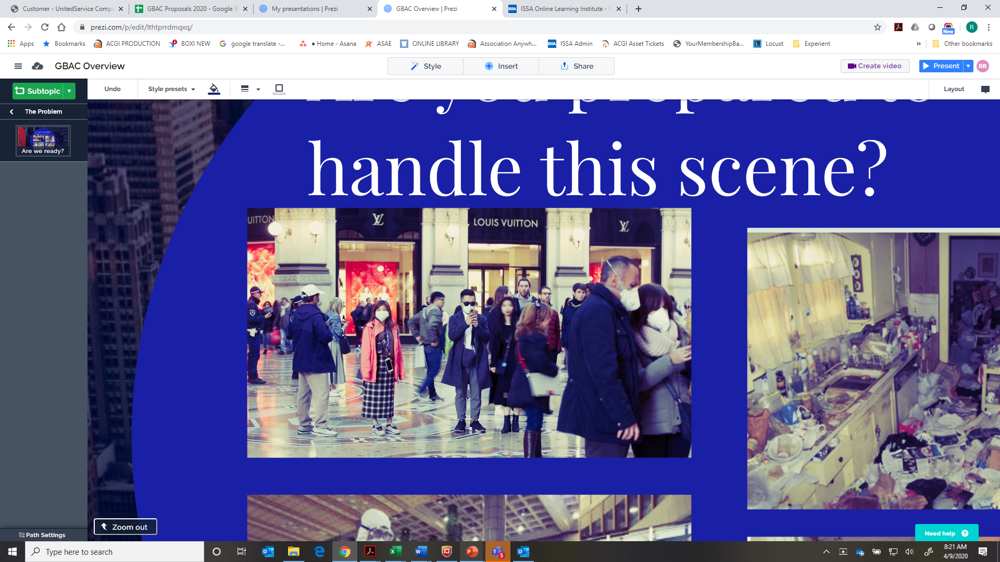 Customer - UnitedService Compa
GBAC Proposals 2020 - Google S
My presentations | Prezi
GBAC Overview | Prezi
ISSA Online Learning Institute - G
prezi.com/p/edit/lthtprrdmqxq/
New
R
Apps
Bookmarks
ACGI PRODUCTION
BOXI NEW
google translate -...
● Home - Asana
ASAE
ONLINE LIBRARY
Association Anywh...
ISSA Admin
ACGI Asset Tickets
YourMembershipBa...
Locust
Experient
»
Other bookmarks
GBAC Overview
Style
Insert
Share
Create video
Present
RR
Subtopic
Undo
Style presets
Layout
The Problem
Are we ready?
Are you prepared to
handle this scene?
UITTON
LOUIS VUITTON
Zoom out
Path Settings
Need help ?
Type here to search
5
8:21 AM
4/9/2020